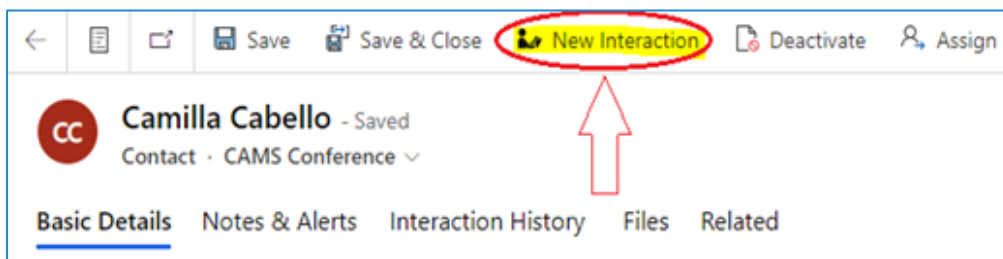 Save Save & Close New Interaction Deactivate Assign
CC Camilla Cabello - Saved
Contact · CAMS Conference
Basic Details Notes & Alerts Interaction History Files Related